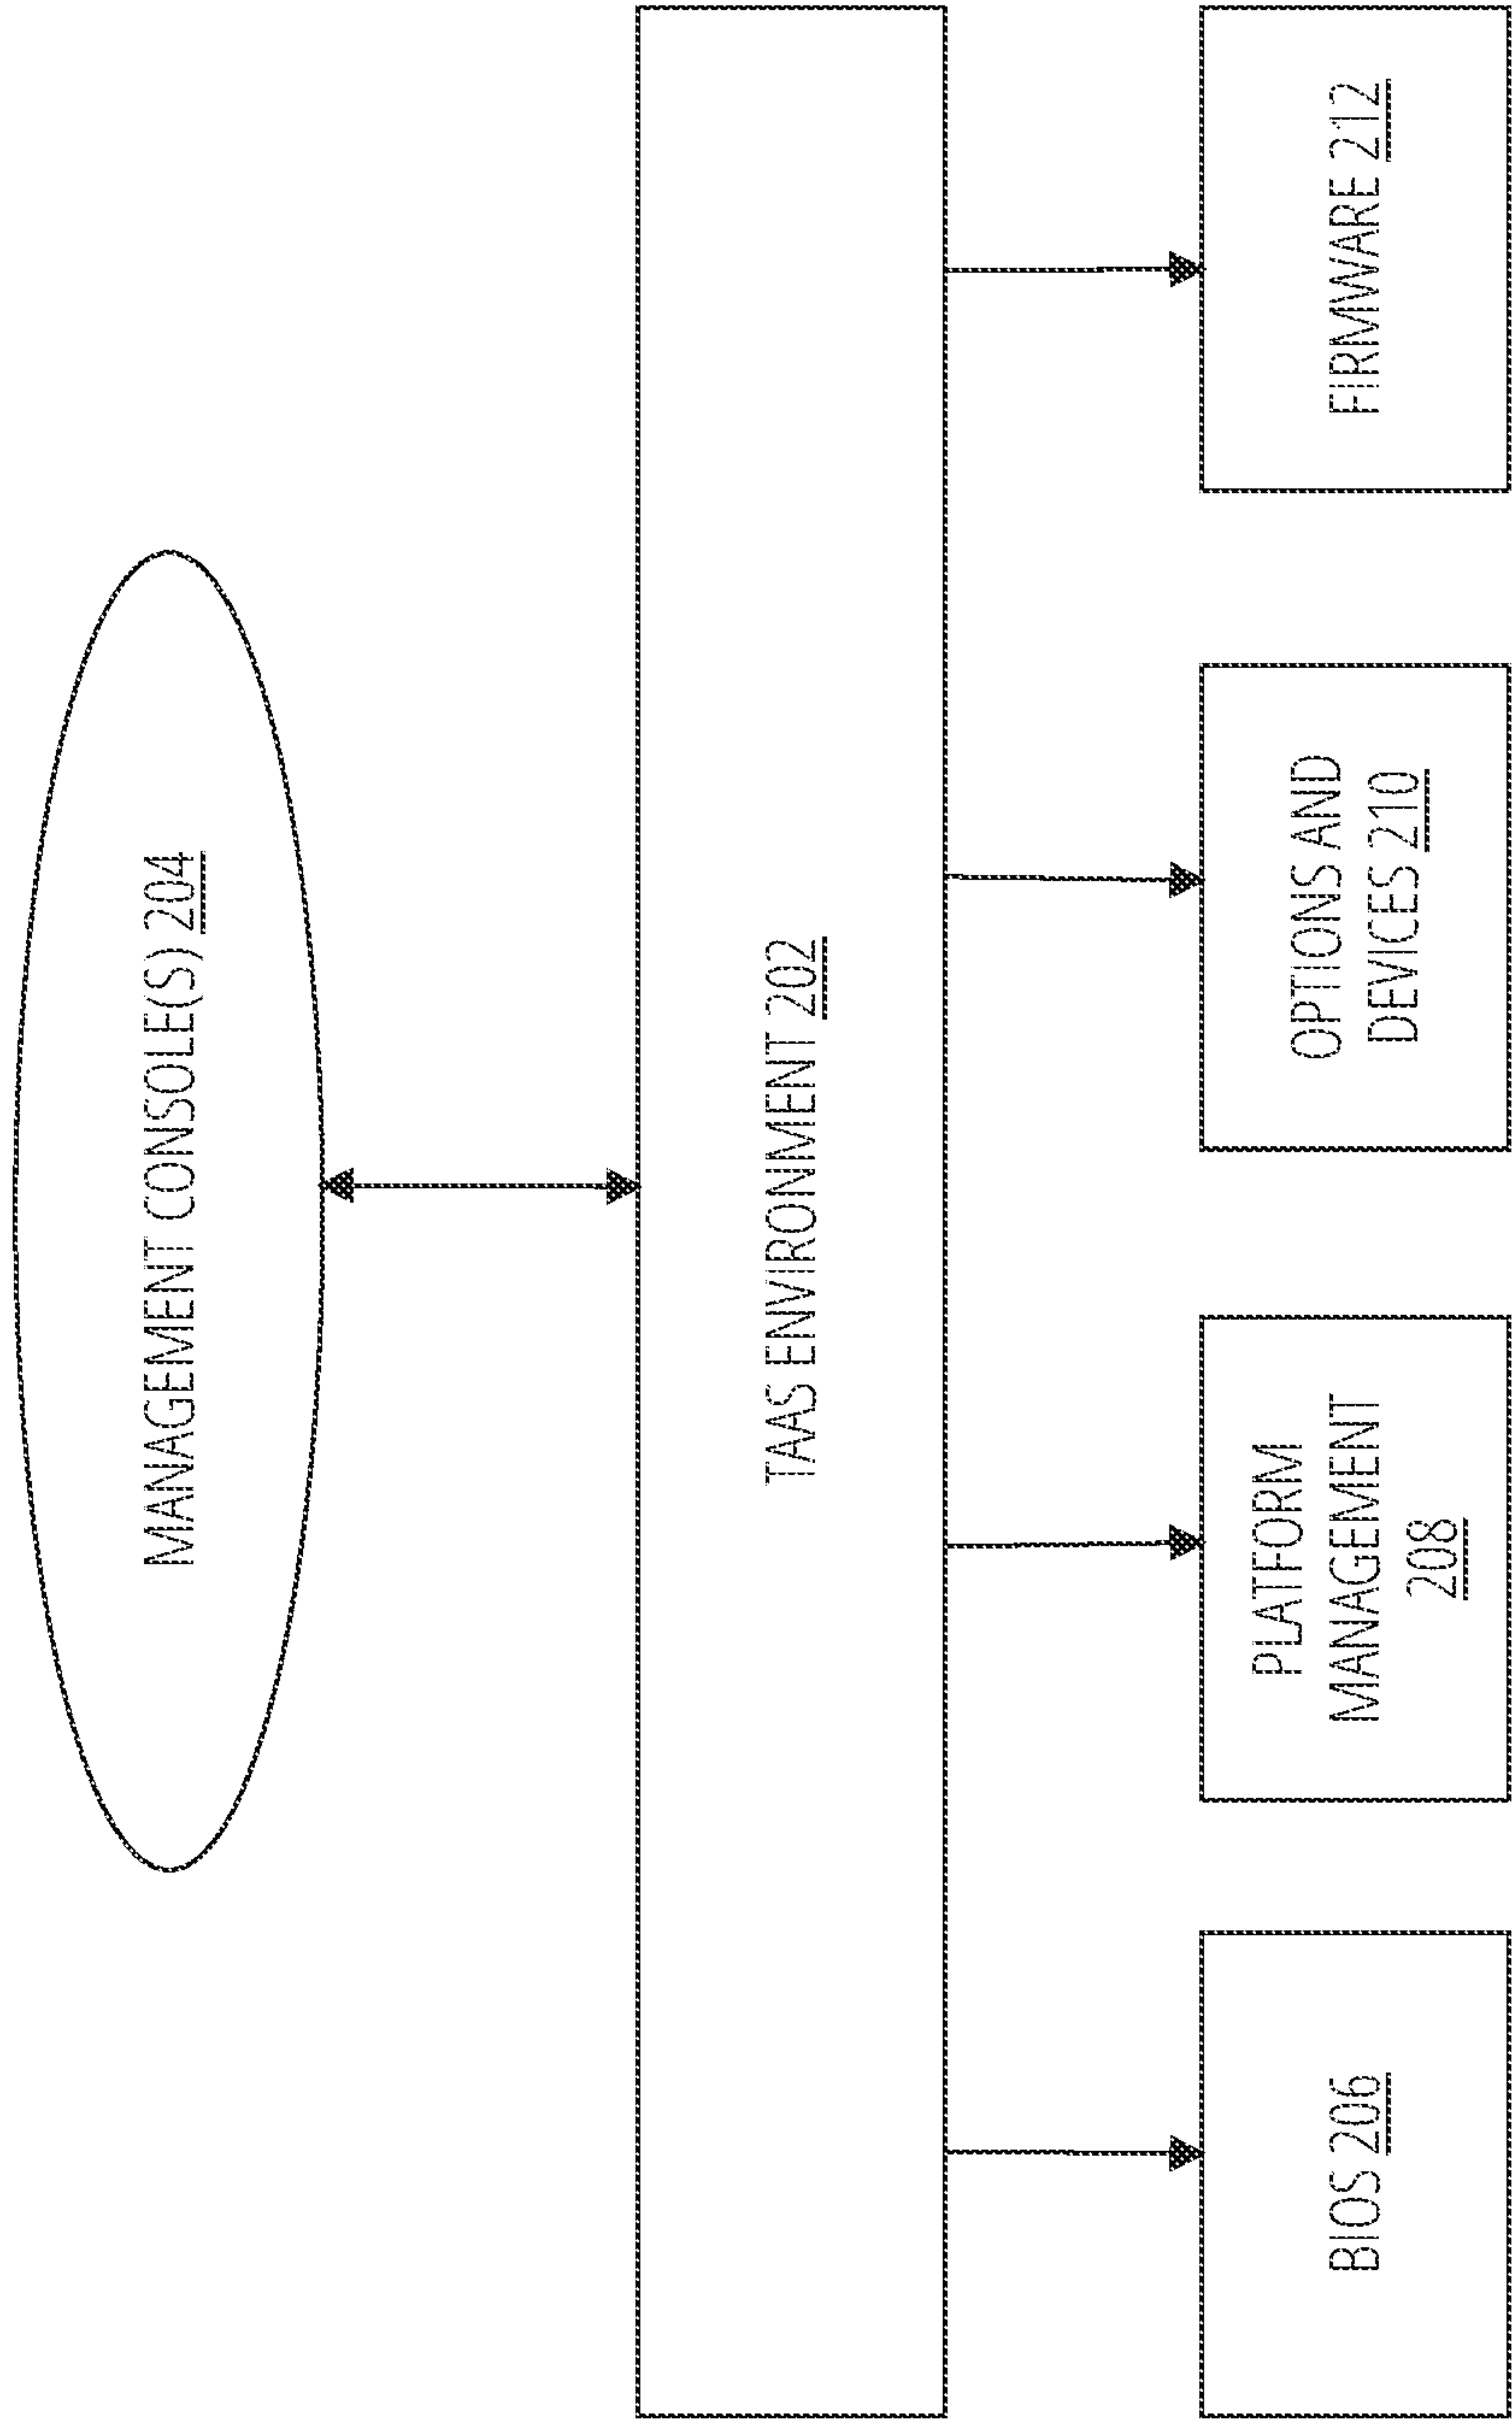 MANAGEMENT CONSOLE(S) 204
TAAS ENVIRONMENT 202
BIOS 206
PLATFORM
MANAGEMENT
208
OPTIONS AND
DEVICES 210
FIRMWARE 212